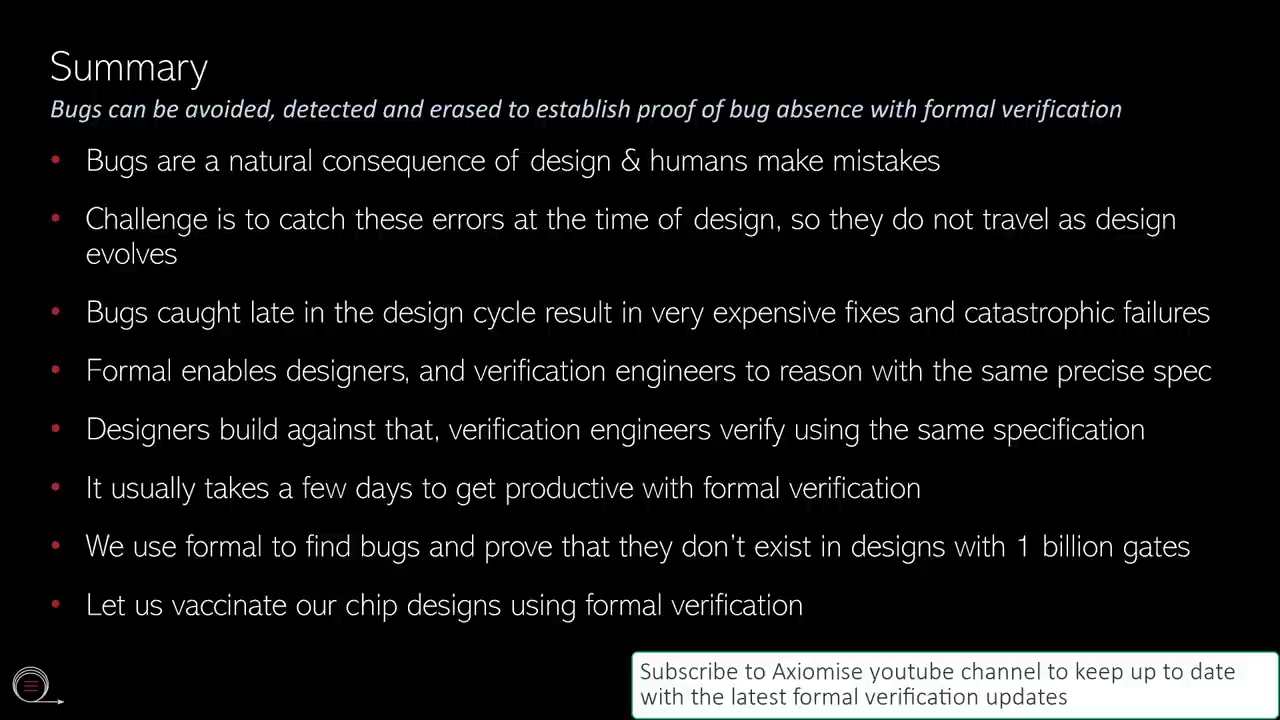 Summary
Bugs can be avoided, detected and erased to establish proof of bug absence with formal verification
• Bugs are a natural consequence of design & humans make mistakes
• Challenge is to catch these errors at the time of design, so they do not travel as design
evolves
• Bugs caught late in the design cycle result in very expensive fixes and catastrophic failures
• Formal enables designers, and verification engineers to reason with the same precise spec
• Designers build against that, verification engineers verify using the same specification
• It usually takes a few days to get productive with formal verification
• We use formal to find bugs and prove that they don't exist in designs with 1 billion gates
• Let us vaccinate our chip designs using formal verification
Subscribe to Axiomise youtube channel to keep up to date
with the latest formal verification updates